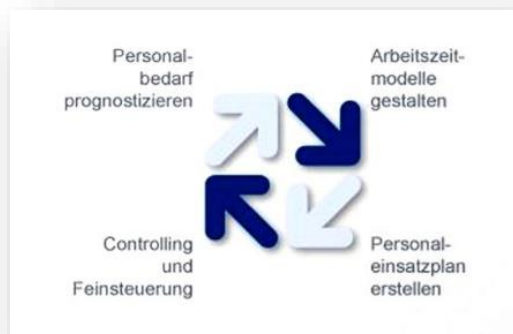 Personal-
bedarf
prognostizieren
Arbeitszeit-
modelle
gestalten
Controlling
und
Feinsteuerung
Personal-
einsatzplan
erstellen